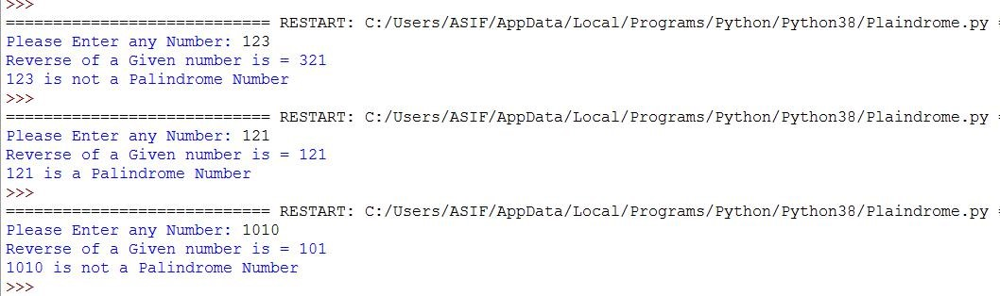 >>>
============================ RESTART: C:/Users/ASIF/AppData/Local/Programs/Python/Python38/Plaindrome.py =
Please Enter any Number: 123
Reverse of a Given number is = 321
123 is not a Palindrome Number
>>>
============================ RESTART: C:/Users/ASIF/AppData/Local/Programs/Python/Python38/Plaindrome.py =
Please Enter any Number: 121
Reverse of a Given number is = 121
121 is a Palindrome Number
>>>
============================ RESTART: C:/Users/ASIF/AppData/Local/Programs/Python/Python38/Plaindrome.py =
Please Enter any Number: 1010
Reverse of a Given number is = 101
1010 is not a Palindrome Number
>>>